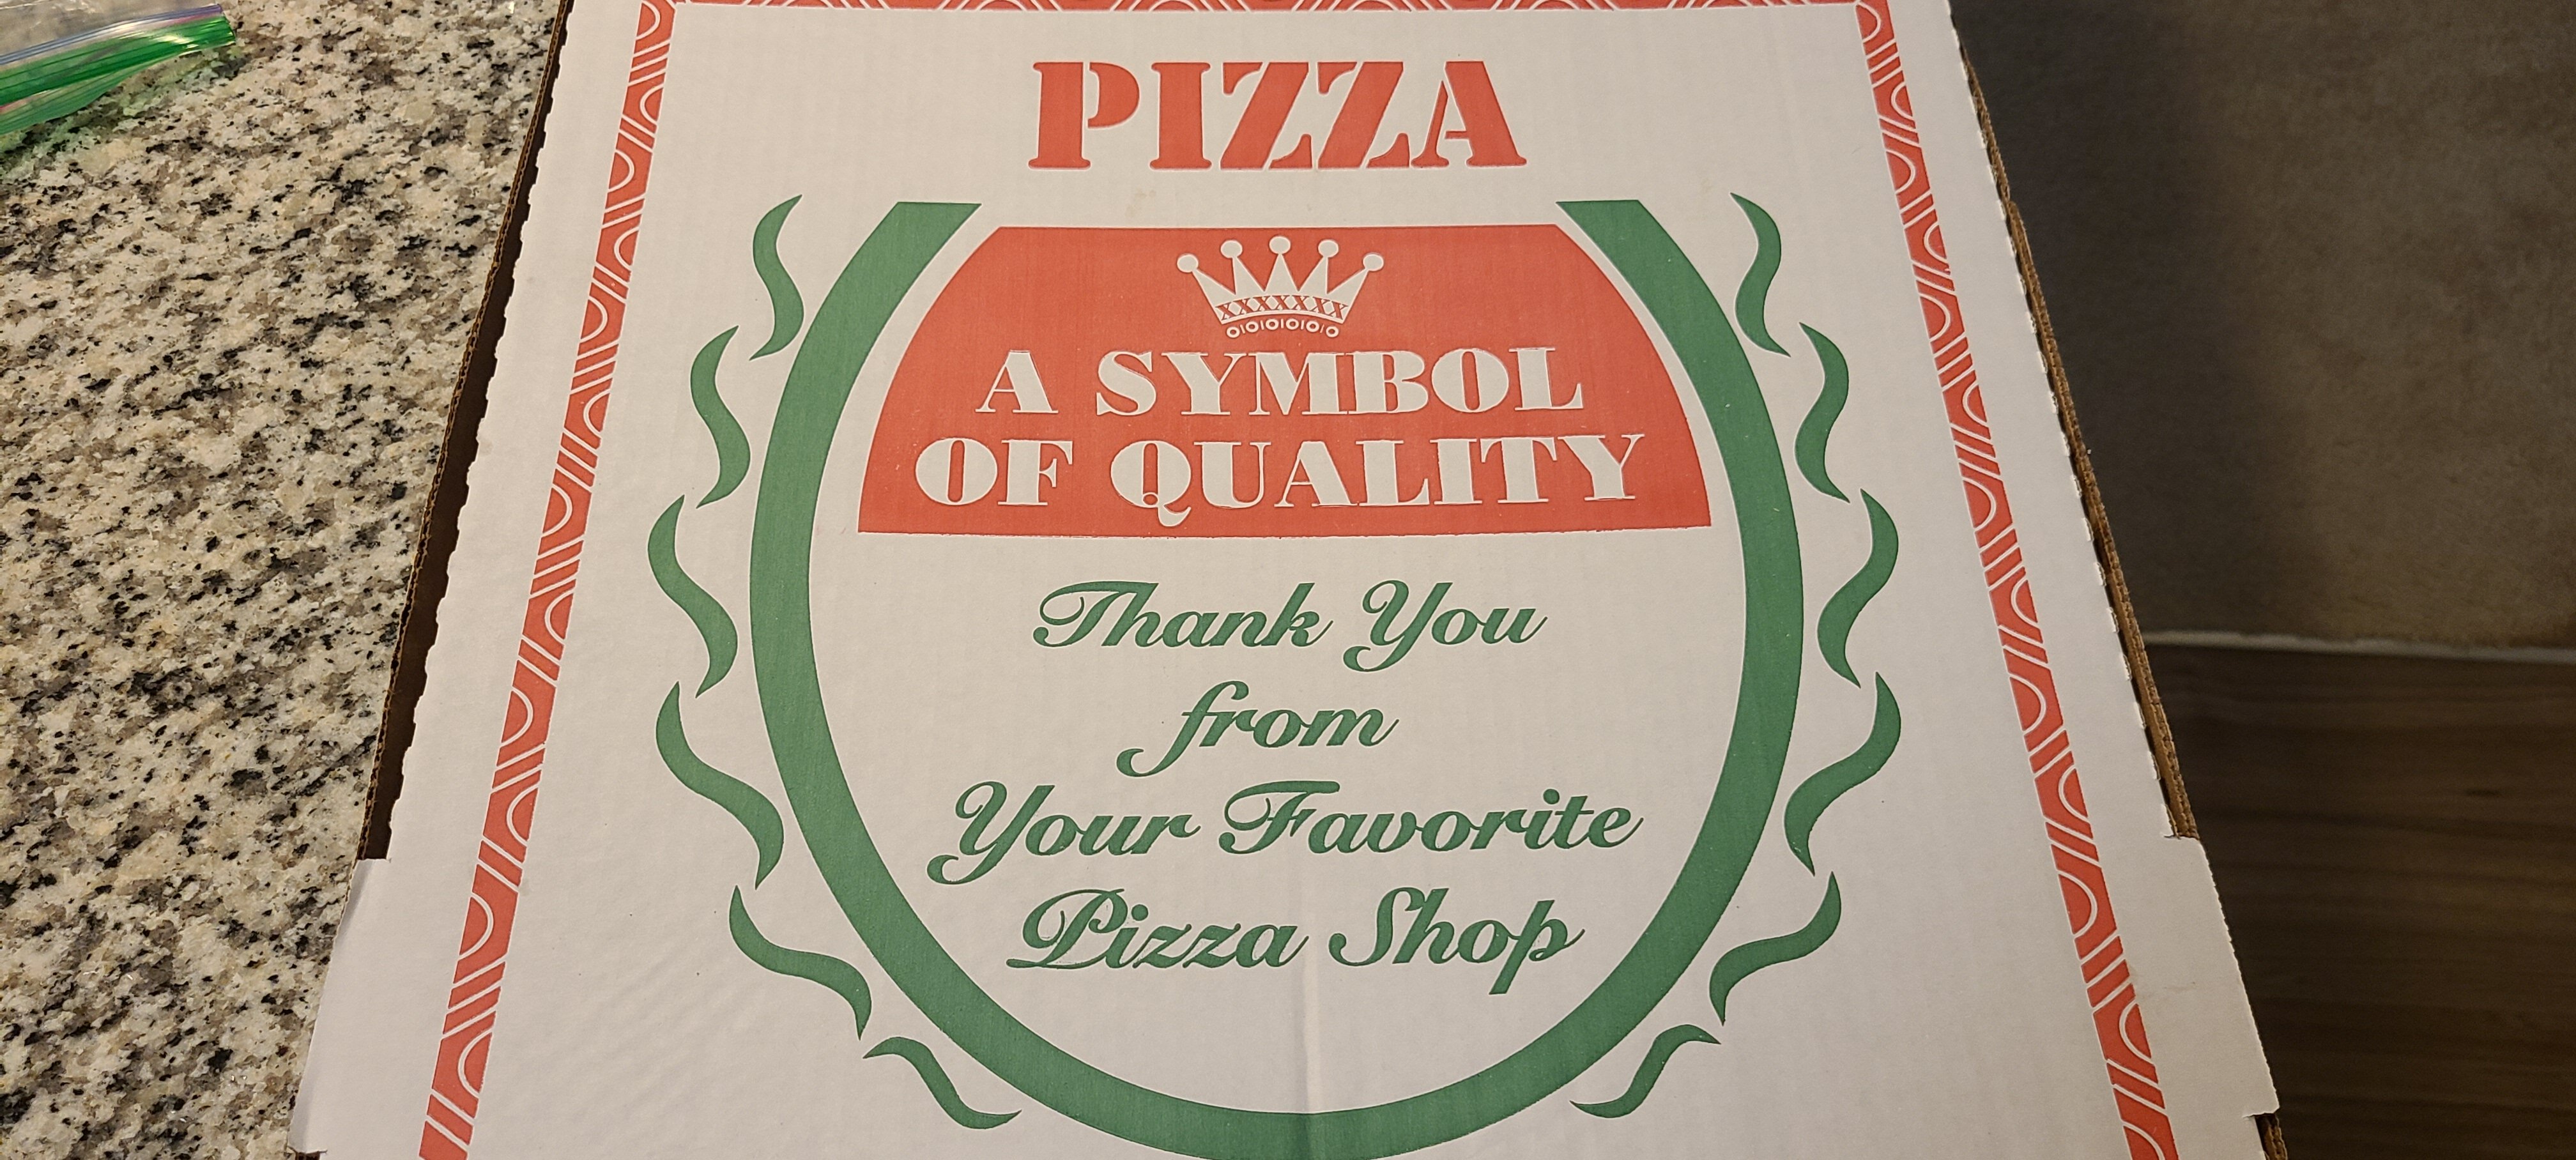 PIZZA
A SYMBOL
OF QUALITY
Thank You
from
Your Favorite
Pizza Shop